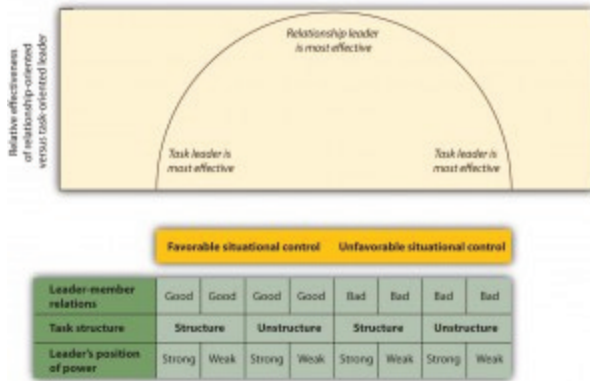 Relative effectiveness
of relationship-oriented
versus task-oriented leader
Relationship leader
is most effective
Task leader is
most effective
Task leader is
most effective
Favorable situational control Unfavorable situational control
Leader-member
relations
Good Good Good Good Bad Bad Bad Bad
Task structure Structure Unstructure Structure Unstructure
Leader's position
of power
Strong Weak Strong Weak Strong Weak Strong Weak